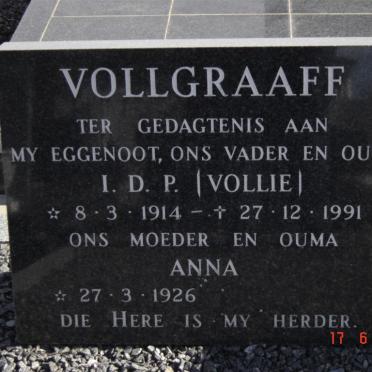 VOLLGRAAFF
TER GEDAGTENIS AAN
MY EGGENOOT, ONS VADER EN OU
I. D. P. (VOLLIE)
☆ 8 · 3 · 1914 – ✝ 27 · 12 · 1991
ONS MOEDER EN OUMA
ANNA
☆ 27 · 3 · 1926
DIE HERE IS MY HERDER.
17 6